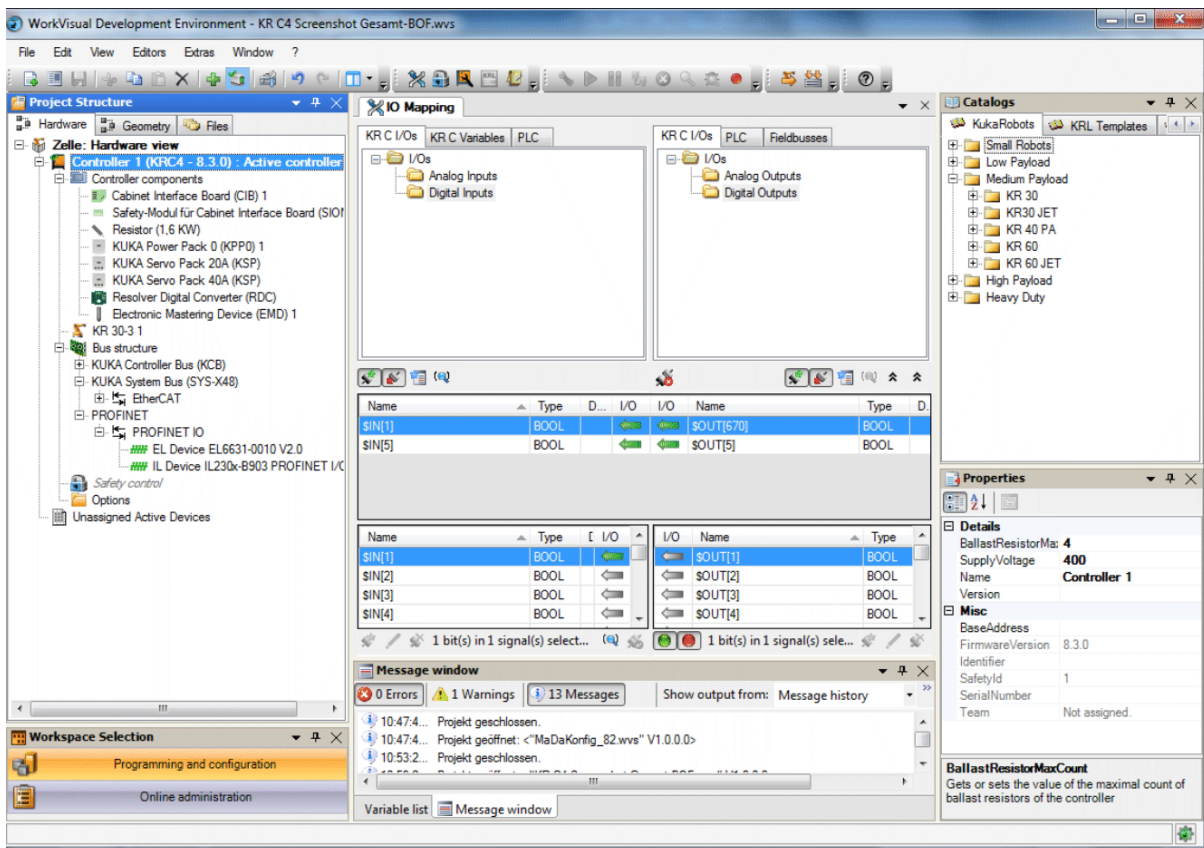 WorkVisual Development Environment - KR C4 Screenshot Gesamt-BOF.wvs
File Edit View Editors Extras Window ?
Project Structure
Hardware Geometry Files
Zelle: Hardware view
Controller 1 (KRC4 - 8.3.0) : Active controller
Controller components
Cabinet Interface Board (CIB) 1
Safety-Modul für Cabinet Interface Board (SION
Resistor (1,6 KW)
KUKA Power Pack 0 (KPP0) 1
KUKA Servo Pack 20A (KSP)
KUKA Servo Pack 40A (KSP)
Resolver Digital Converter (RDC)
Electronic Mastering Device (EMD) 1
KR 30-3 1
Bus structure
KUKA Controller Bus (KCB)
KUKA System Bus (SYS-X48)
EtherCAT
PROFINET
PROFINET IO
EL Device EL6631-0010 V2.0
IL Device IL230x-B903 PROFINET I/O
Safety control
Options
Unassigned Active Devices
Workspace Selection
Programming and configuration
Online administration
IO Mapping
KR C I/Os KR C Variables PLC
I/Os
Analog Inputs
Digital Inputs
KR C I/Os PLC Fieldbusses
I/Os
Analog Outputs
Digital Outputs
Name Type D... I/O I/O Name Type D.
$IN[1] BOOL $OUT[670] BOOL
$IN[5] BOOL $OUT[5] BOOL
Name Type I/O I/O Name Type
$IN[1] BOOL $OUT[1] BOOL
$IN[2] BOOL $OUT[2] BOOL
$IN[3] BOOL $OUT[3] BOOL
$IN[4] BOOL $OUT[4] BOOL
1 bit(s) in 1 signal(s) select... 1 bit(s) in 1 signal(s) sele...
Message window
0 Errors 1 Warnings 13 Messages Show output from: Message history
10:47:4... Projekt geschlossen.
10:47:4... Projekt geöffnet: <"MaDaKonfig_82.wvs" V1.0.0.0>
10:53:2... Projekt geschlossen.
Variable list Message window
Catalogs
KukaRobots KRL Templates
Small Robots
Low Payload
Medium Payload
KR 30
KR30 JET
KR 40 PA
KR 60
KR 60 JET
High Payload
Heavy Duty
Properties
Details
BallastResistorMa: 4
SupplyVoltage 400
Name Controller 1
Version
Misc
BaseAddress
FirmwareVersion 8.3.0
Identifier
SafetyId 1
SerialNumber
Team Not assigned.
BallastResistorMaxCount
Gets or sets the value of the maximal count of
ballast resistors of the controller